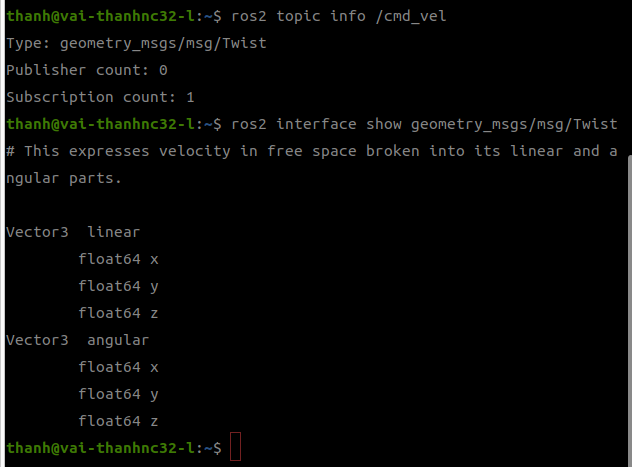 thanh@vai-thanhnc32-l:~$ ros2 topic info /cmd_vel
Type: geometry_msgs/msg/Twist
Publisher count: 0
Subscription count: 1
thanh@vai-thanhnc32-l:~$ ros2 interface show geometry_msgs/msg/Twist
# This expresses velocity in free space broken into its linear and a
ngular parts.

Vector3  linear
        float64 x
        float64 y
        float64 z
Vector3  angular
        float64 x
        float64 y
        float64 z
thanh@vai-thanhnc32-l:~$